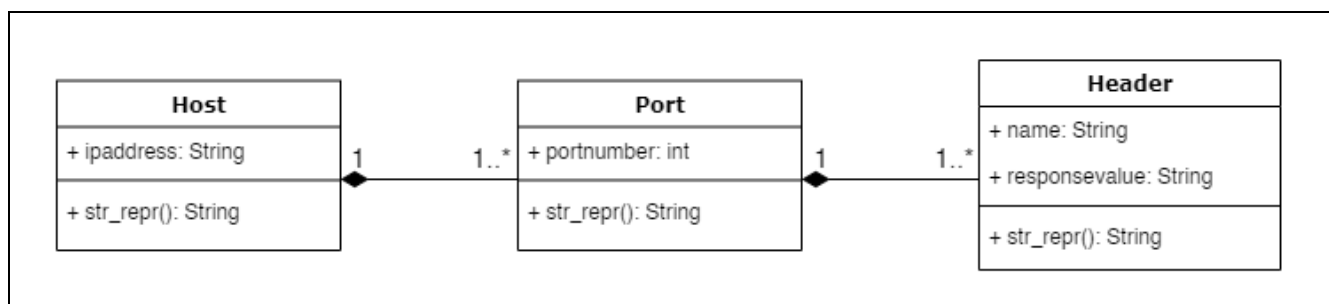 Host
+ ipaddress: String
+ str_repr(): String
1
1..*
Port
+ portnumber: int
+ str_repr(): String
1
1..*
Header
+ name: String
+ responsevalue: String
+ str_repr(): String